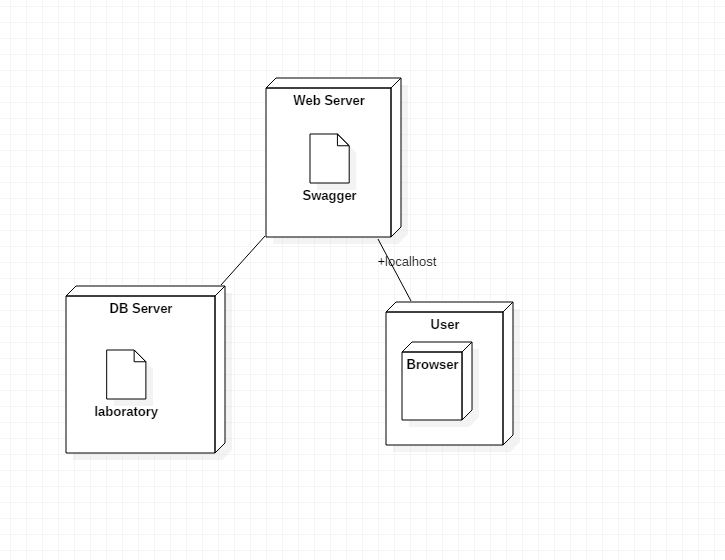 Web Server
Swagger
+localhost
DB Server
laboratory
User
Browser